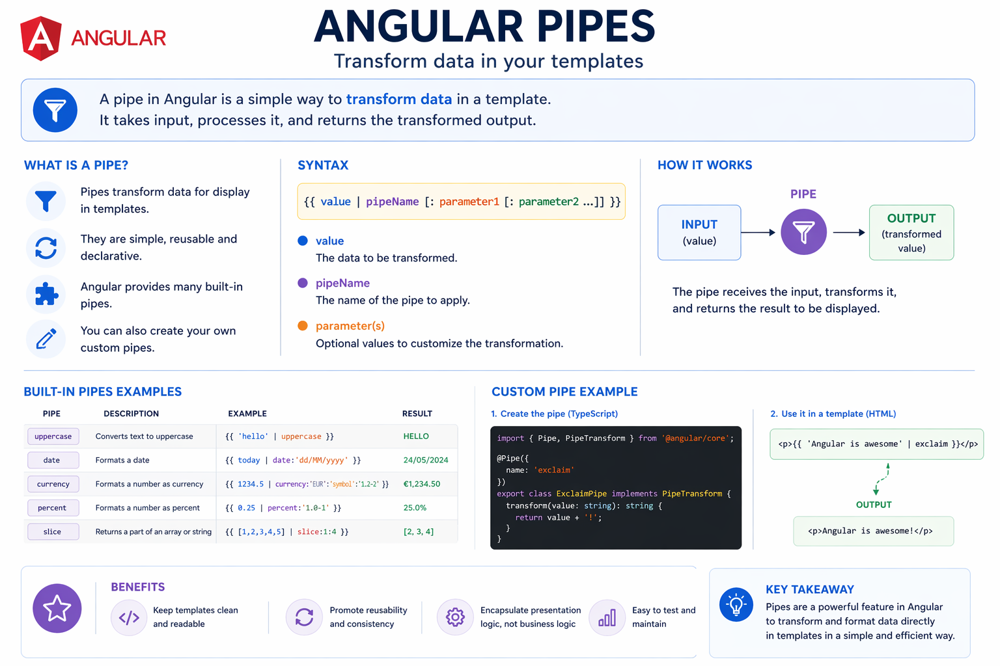 ANGULAR
ANGULAR PIPES
Transform data in your templates
A pipe in Angular is a simple way to transform data in a template.
It takes input, processes it, and returns the transformed output.
WHAT IS A PIPE?
Pipes transform data for display
in templates.
They are simple, reusable and
declarative.
Angular provides many built-in
pipes.
You can also create your own
custom pipes.
SYNTAX
{{ value | pipeName [: parameter1 [: parameter2 ...]] }}
value
The data to be transformed.
pipeName
The name of the pipe to apply.
parameter(s)
Optional values to customize the transformation.
HOW IT WORKS
PIPE
INPUT
(value)
OUTPUT
(transformed
value)
The pipe receives the input, transforms it,
and returns the result to be displayed.
BUILT-IN PIPES EXAMPLES
PIPE DESCRIPTION EXAMPLE RESULT
uppercase Converts text to uppercase {{ 'hello' | uppercase }} HELLO
date Formats a date {{ today | date:'dd/MM/yyyy' }} 24/05/2024
currency Formats a number as currency {{ 1234.5 | currency:'EUR':'symbol':'1.2-2' }} €1,234.50
percent Formats a number as percent {{ 0.25 | percent:'1.0-1' }} 25.0%
slice Returns a part of an array or string {{ [1,2,3,4,5] | slice:1:4 }} [2, 3, 4]
CUSTOM PIPE EXAMPLE
1. Create the pipe (TypeScript)
import { Pipe, PipeTransform } from '@angular/core';
@Pipe({
name: 'exclaim'
})
export class ExclaimPipe implements PipeTransform {
transform(value: string): string {
return value + '!';
}
}
2. Use it in a template (HTML)
<p>{{ 'Angular is awesome' | exclaim }}</p>
OUTPUT
<p>Angular is awesome!</p>
BENEFITS
Keep templates clean
and readable
Promote reusability
and consistency
Encapsulate presentation
logic, not business logic
Easy to test and
maintain
KEY TAKEAWAY
Pipes are a powerful feature in Angular
to transform and format data directly
in templates in a simple and efficient way.